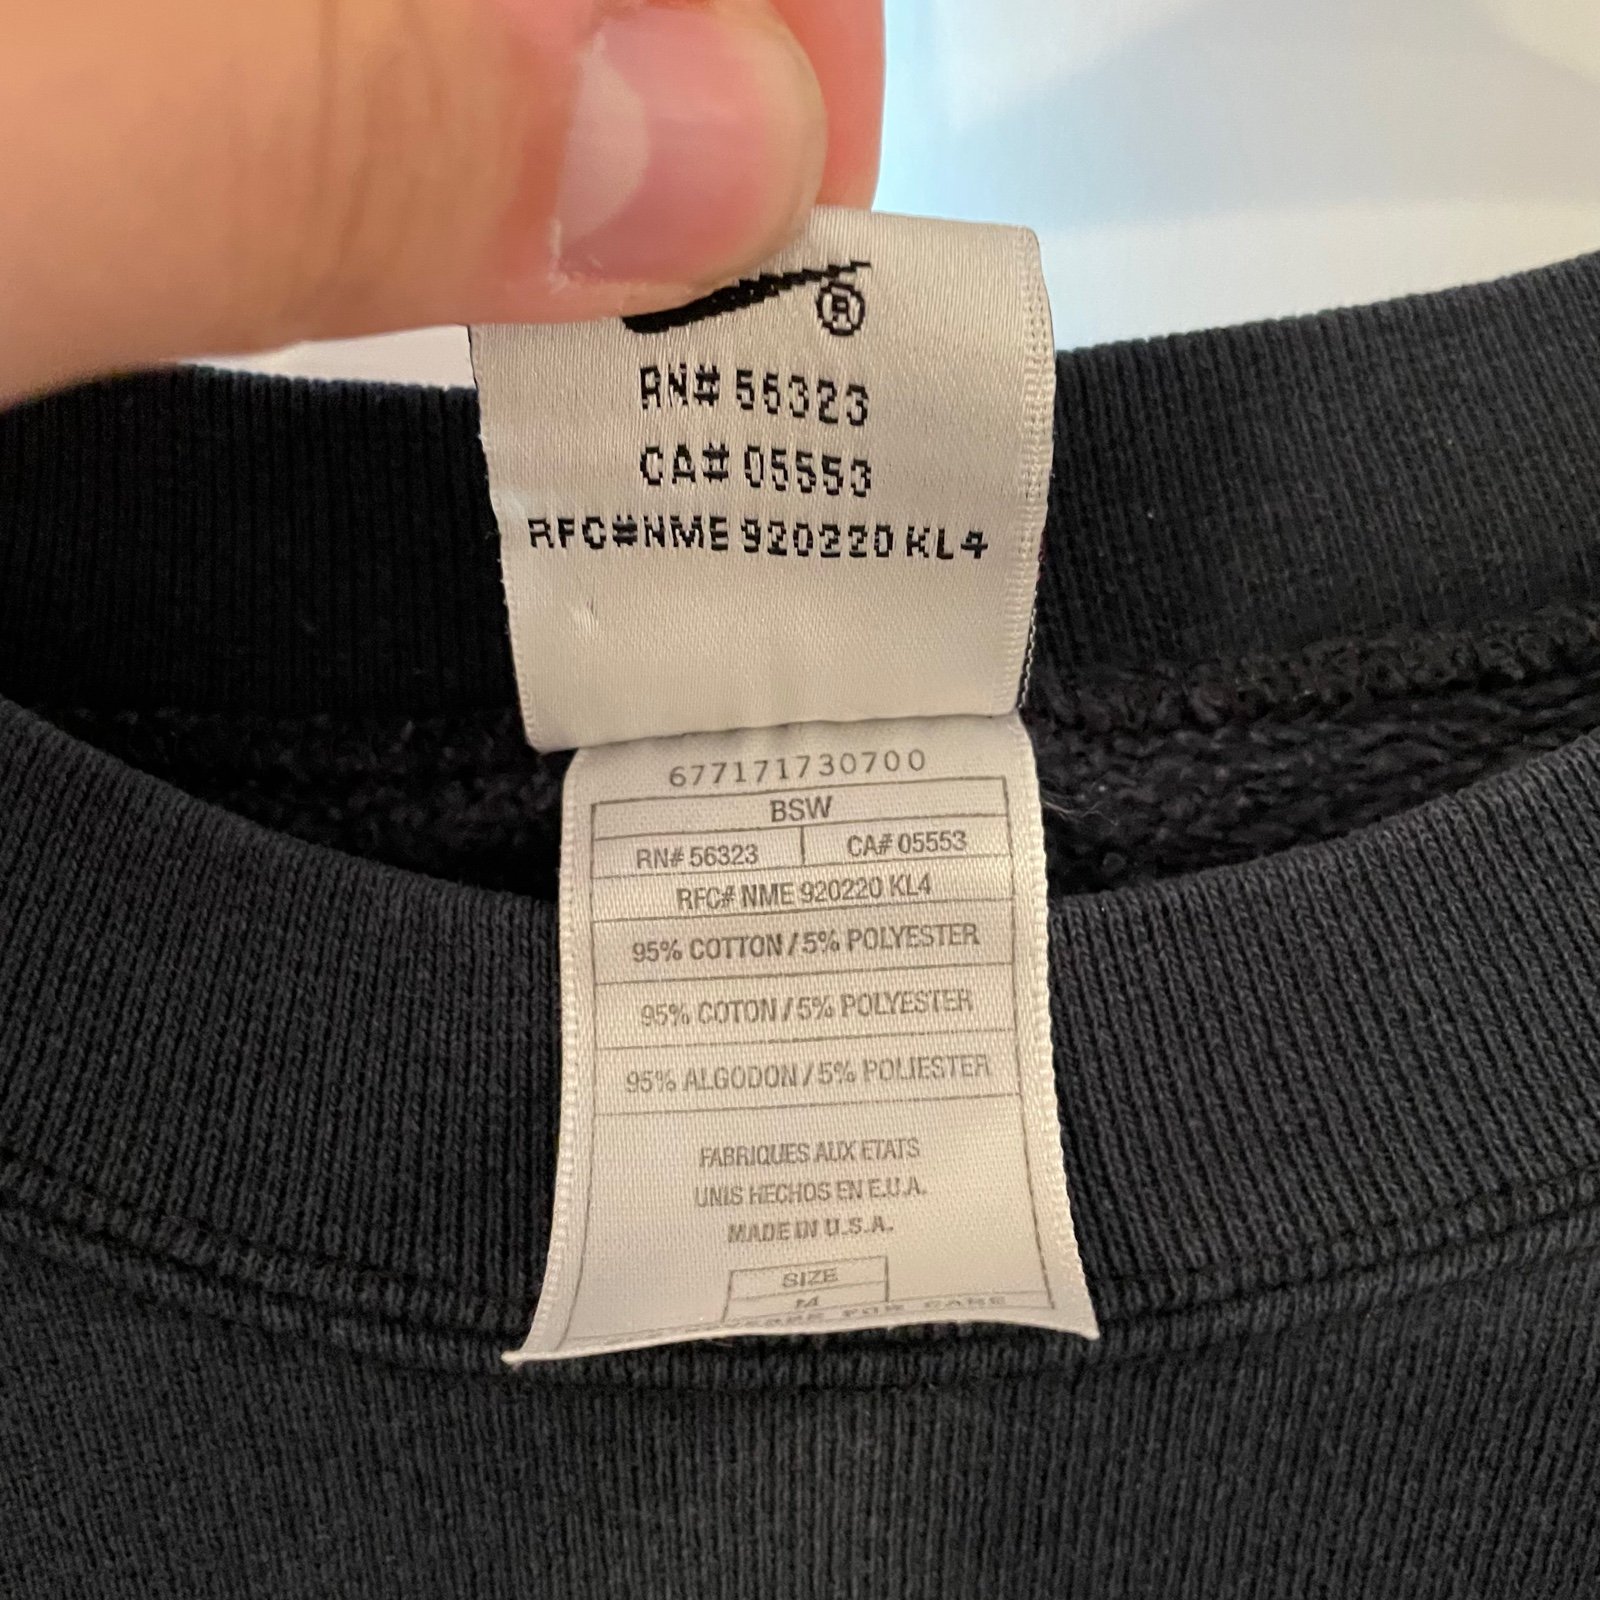 ®
RN# 56323
CA# 05553
RFC#NME 920220 KL4
677171730700
BSW
RN# 56323 CA# 05553
RFC# NME 920220 KL4
95% COTTON / 5% POLYESTER
95% COTON / 5% POLYESTER
95% ALGODON / 5% POLIESTER
FABRIQUES AUX ETATS
UNIS HECHOS EN E.U.A.
MADE IN U.S.A.
SIZE
M
FOR CARE